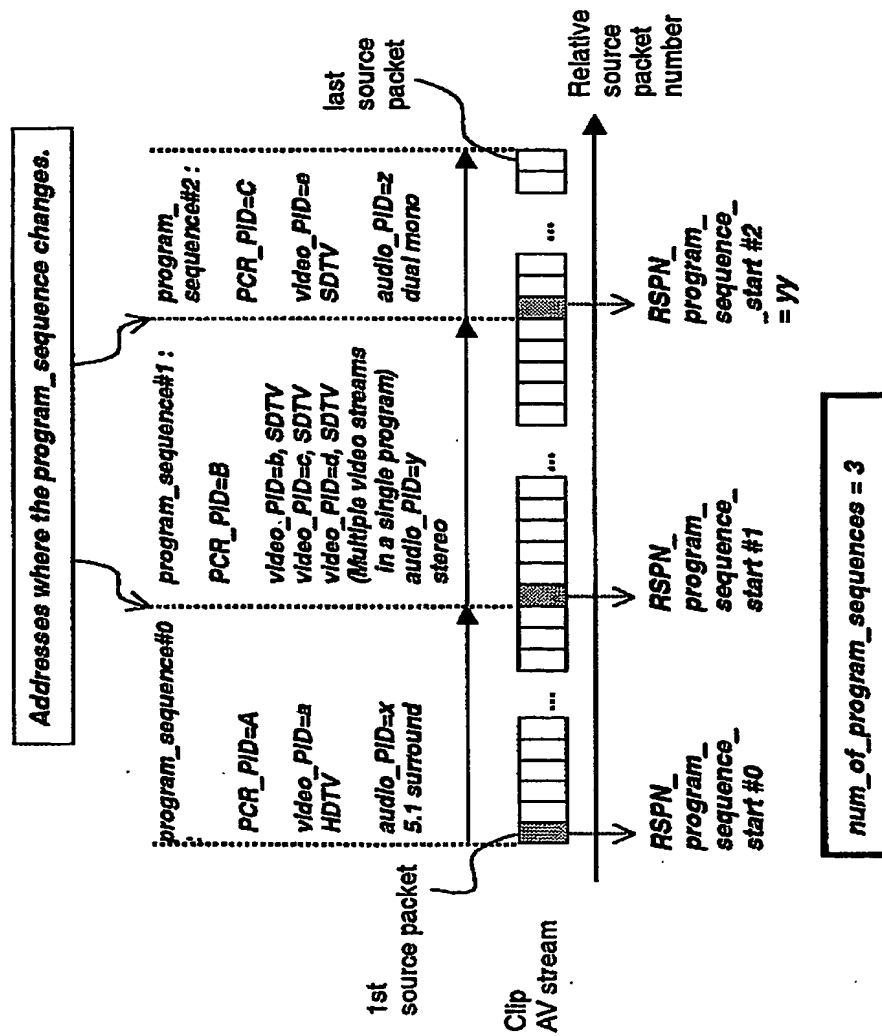 Addresses where the program_sequence changes.
program_sequence#0
:
PCR_PID=A
video_PID=a
HDTV
audio_PID=x
5.1 surround
program_sequence#1 :
PCR_PID=B
video_PID=b, SDTV
video_PID=c, SDTV
video_PID=d, SDTV
(Multiple video streams
in a single program)
audio_PID=y
stereo
program_
sequence#2 :
PCR_PID=C
video_PID=e
SDTV
audio_PID=z
dual mono
1st
source packet
last
source
packet
Clip
AV stream
...
...
...
Relative
source
packet
number
RSPN_
program_
sequence_
start #0
RSPN_
program_
sequence_
start #1
RSPN_
program_
sequence_
_start #2
= yy
num_of_program_sequences = 3